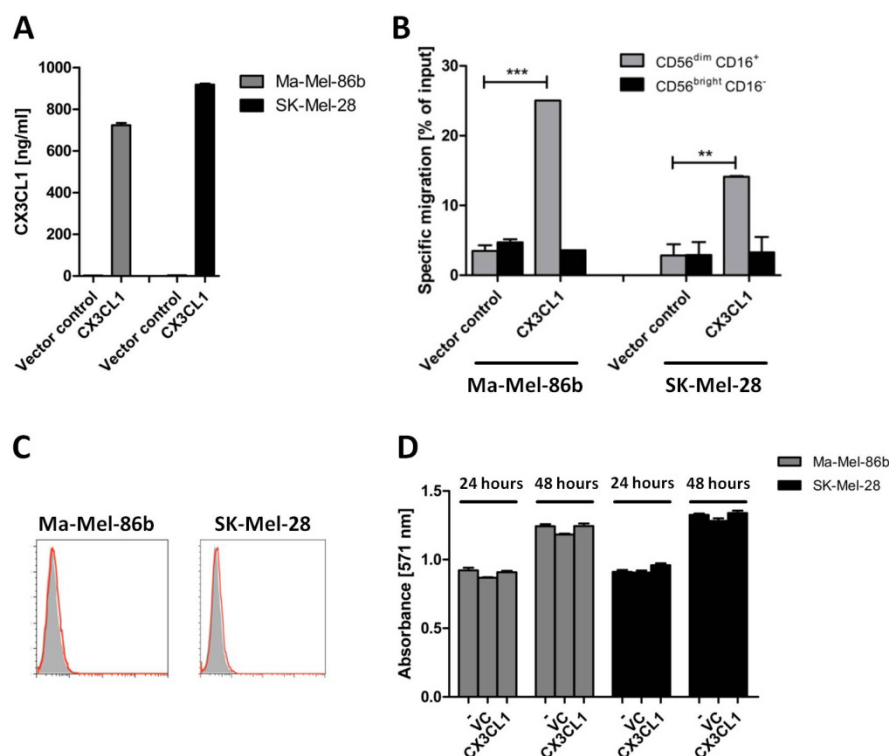 A
CX3CL1 [ng/ml]
1000
800
600
400
200
0
Vector control
CX3CL1
Vector control
CX3CL1
Ma-Mel-86b
SK-Mel-28
B
Specific migration [% of input]
30
20
10
0
***
**
CD56dim CD16+
CD56bright CD16-
Vector control
CX3CL1
Vector control
CX3CL1
Ma-Mel-86b
SK-Mel-28
C
Ma-Mel-86b
SK-Mel-28
D
Absorbance [571 nm]
1.5
1.0
0.5
0.0
24 hours
48 hours
24 hours
48 hours
Ma-Mel-86b
SK-Mel-28
-
VC
CX3CL1
-
VC
CX3CL1
-
VC
CX3CL1
-
VC
CX3CL1